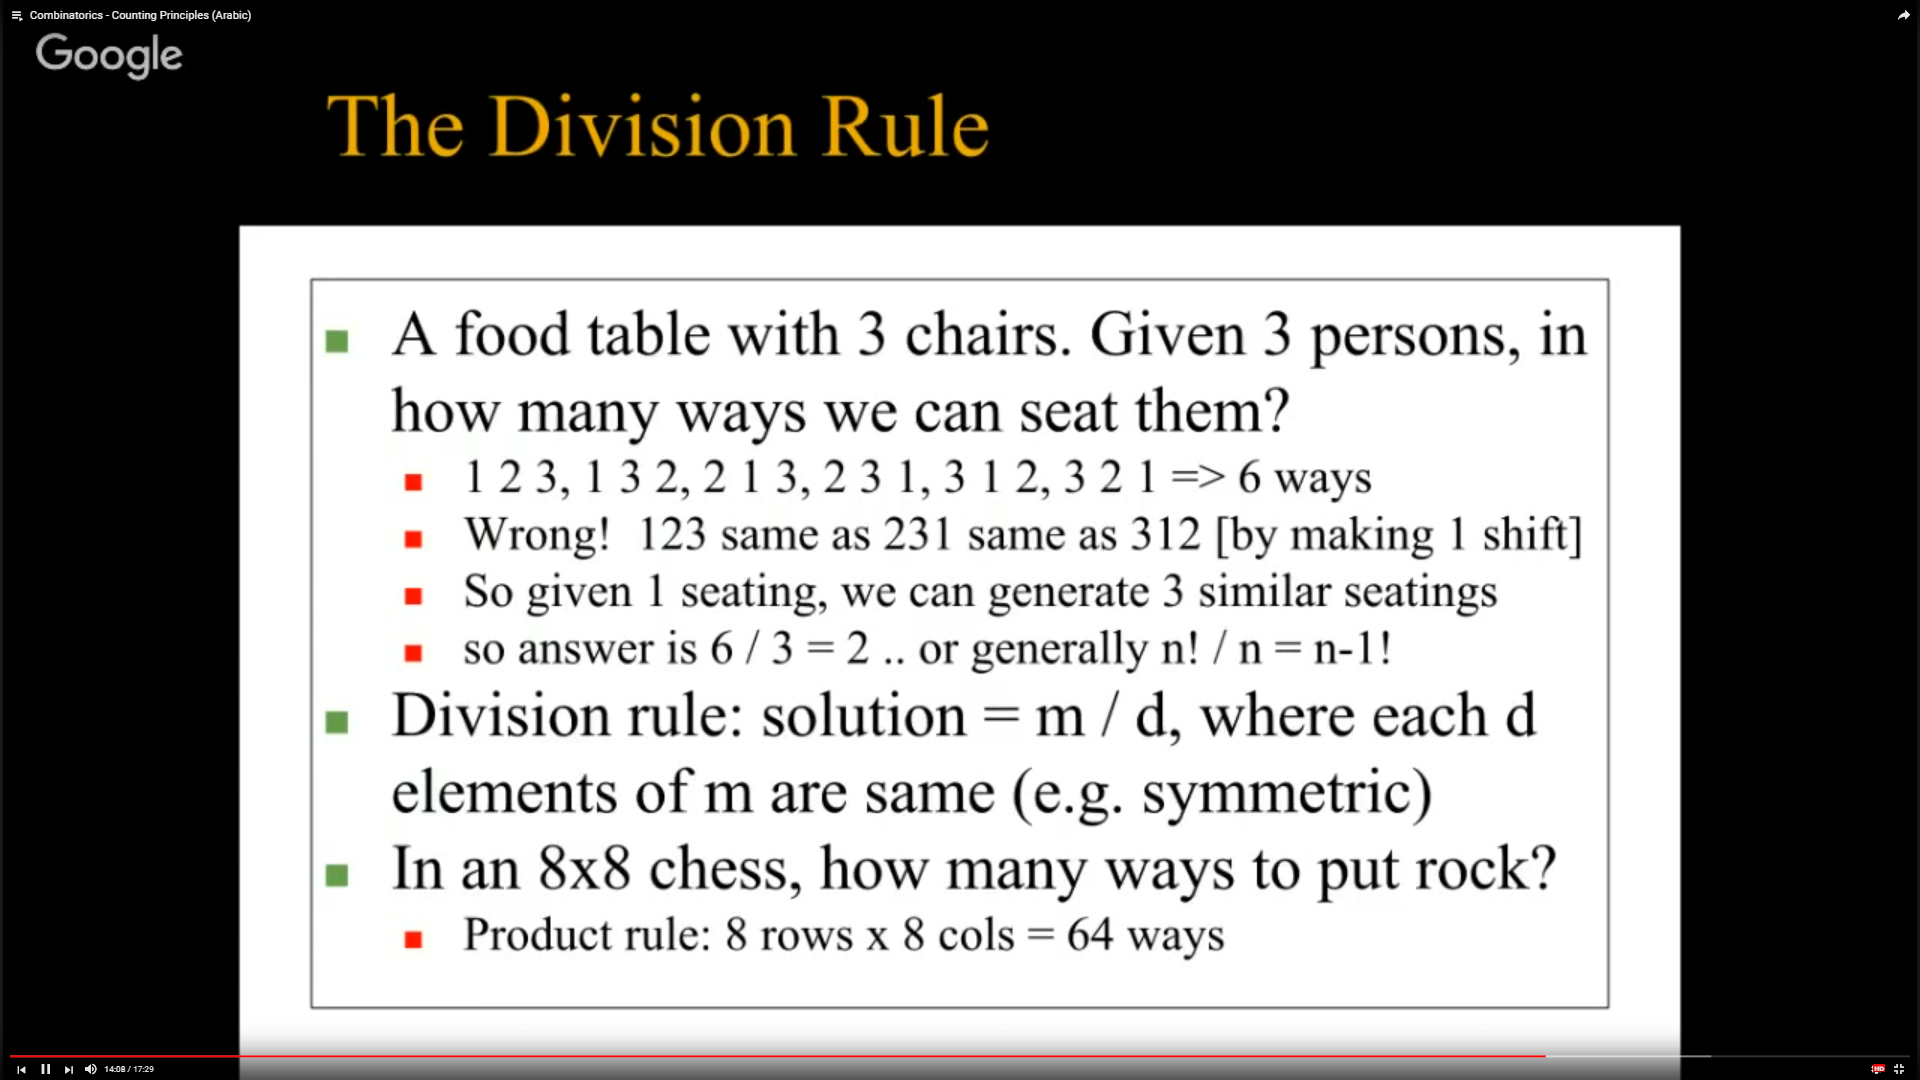 Combinatorics - Counting Principles (Arabic)
Google
The Division Rule
A food table with 3 chairs. Given 3 persons, in
how many ways we can seat them?
1 2 3, 1 3 2, 2 1 3, 2 3 1, 3 1 2, 3 2 1 => 6 ways
Wrong! 123 same as 231 same as 312 [by making 1 shift]
So given 1 seating, we can generate 3 similar seatings
so answer is 6 / 3 = 2 .. or generally n! / n = n-1!
Division rule: solution = m / d, where each d
elements of m are same (e.g. symmetric)
In an 8x8 chess, how many ways to put rock?
Product rule: 8 rows x 8 cols = 64 ways
14:08 / 17:29
HD